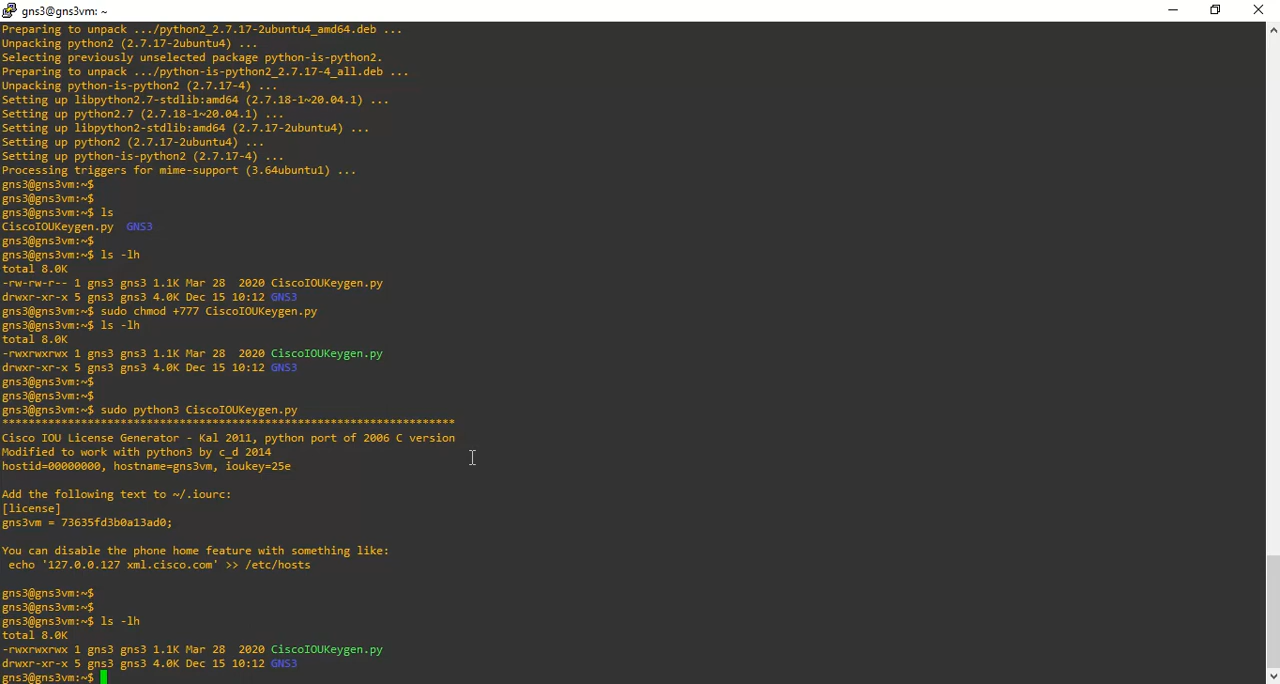 gns3@gns3vm: ~
Preparing to unpack .../python2_2.7.17-2ubuntu4_amd64.deb ...
Unpacking python2 (2.7.17-2ubuntu4) ...
Selecting previously unselected package python-is-python2.
Preparing to unpack .../python-is-python2_2.7.17-4_all.deb ...
Unpacking python-is-python2 (2.7.17-4) ...
Setting up libpython2.7-stdlib:amd64 (2.7.18-1~20.04.1) ...
Setting up python2.7 (2.7.18-1~20.04.1) ...
Setting up libpython2-stdlib:amd64 (2.7.17-2ubuntu4) ...
Setting up python2 (2.7.17-2ubuntu4) ...
Setting up python-is-python2 (2.7.17-4) ...
Processing triggers for mime-support (3.64ubuntu1) ...
gns3@gns3vm:~$
gns3@gns3vm:~$
gns3@gns3vm:~$ ls
CiscoIOUKeygen.py  GNS3
gns3@gns3vm:~$
gns3@gns3vm:~$ ls -lh
total 8.0K
-rw-rw-r-- 1 gns3 gns3 1.1K Mar 28  2020 CiscoIOUKeygen.py
drwxr-xr-x 5 gns3 gns3 4.0K Dec 15 10:12 GNS3
gns3@gns3vm:~$ sudo chmod +777 CiscoIOUKeygen.py
gns3@gns3vm:~$ ls -lh
total 8.0K
-rwxrwxrwx 1 gns3 gns3 1.1K Mar 28  2020 CiscoIOUKeygen.py
drwxr-xr-x 5 gns3 gns3 4.0K Dec 15 10:12 GNS3
gns3@gns3vm:~$
gns3@gns3vm:~$
gns3@gns3vm:~$ sudo python3 CiscoIOUKeygen.py
*********************************************************************
Cisco IOU License Generator - Kal 2011, python port of 2006 C version
Modified to work with python3 by c_d 2014
hostid=00000000, hostname=gns3vm, ioukey=25e
Add the following text to ~/.iourc:
[license]
gns3vm = 73635fd3b0a13ad0;
You can disable the phone home feature with something like:
 echo '127.0.0.127 xml.cisco.com' >> /etc/hosts
gns3@gns3vm:~$
gns3@gns3vm:~$
gns3@gns3vm:~$ ls -lh
total 8.0K
-rwxrwxrwx 1 gns3 gns3 1.1K Mar 28  2020 CiscoIOUKeygen.py
drwxr-xr-x 5 gns3 gns3 4.0K Dec 15 10:12 GNS3
gns3@gns3vm:~$